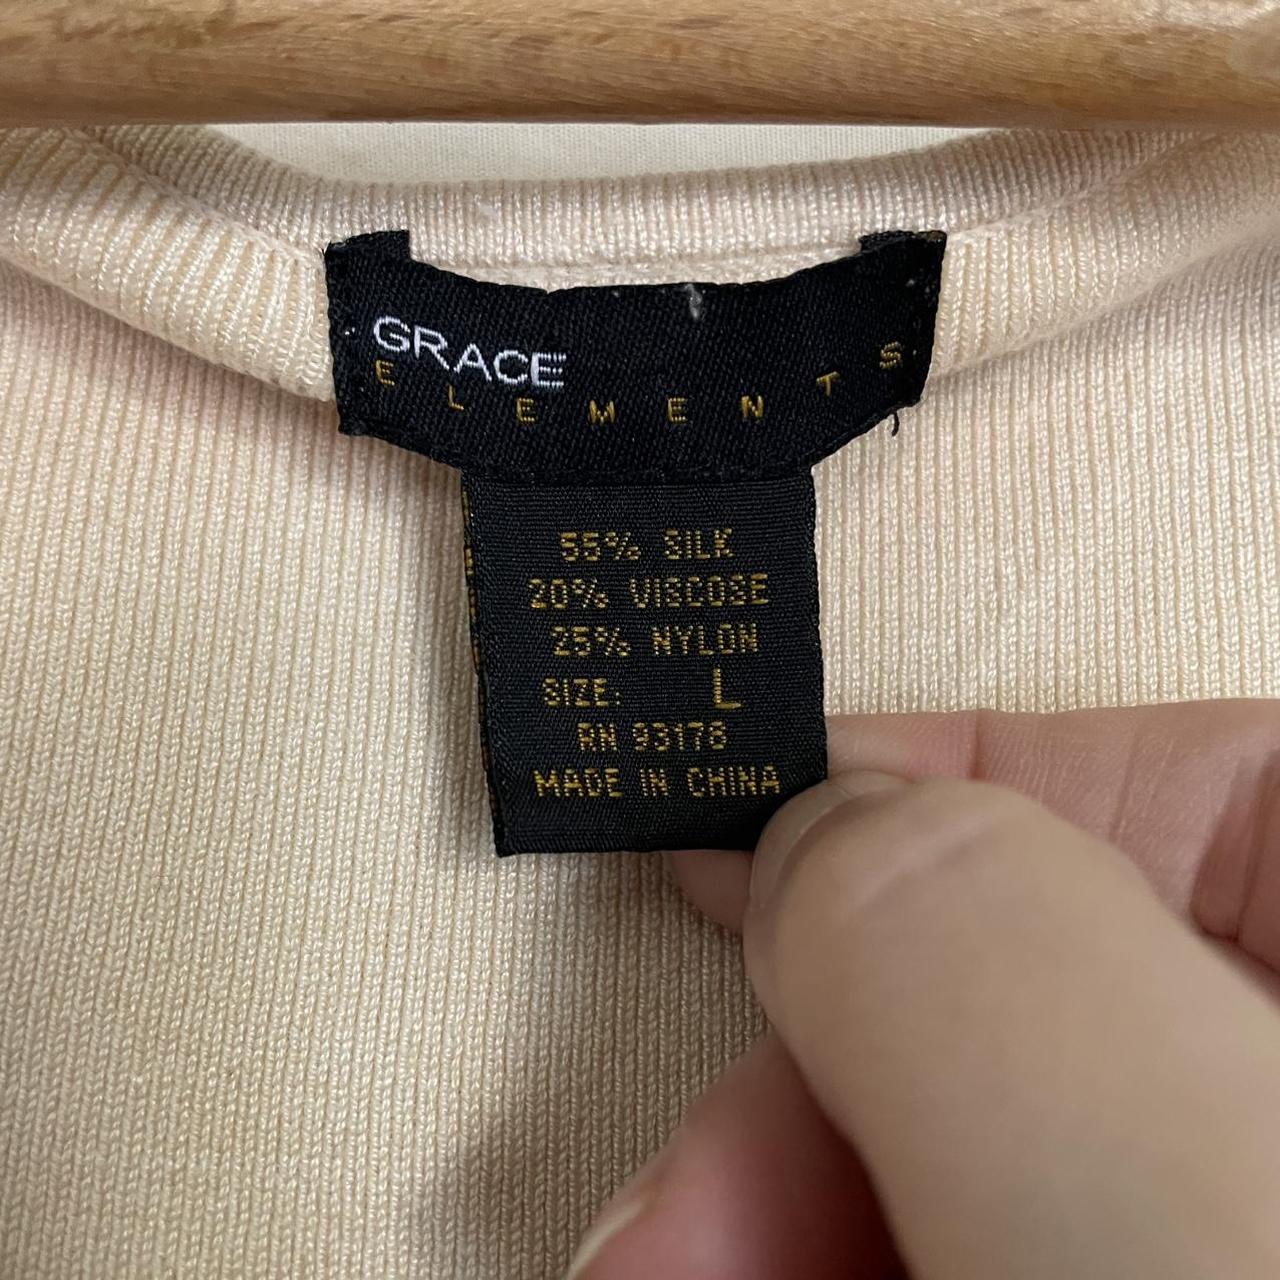 GRACE
ELEMENTS
55% SILK
20% VISCOSE
25% NYLON
SIZE: L
RN 93178
MADE IN CHINA